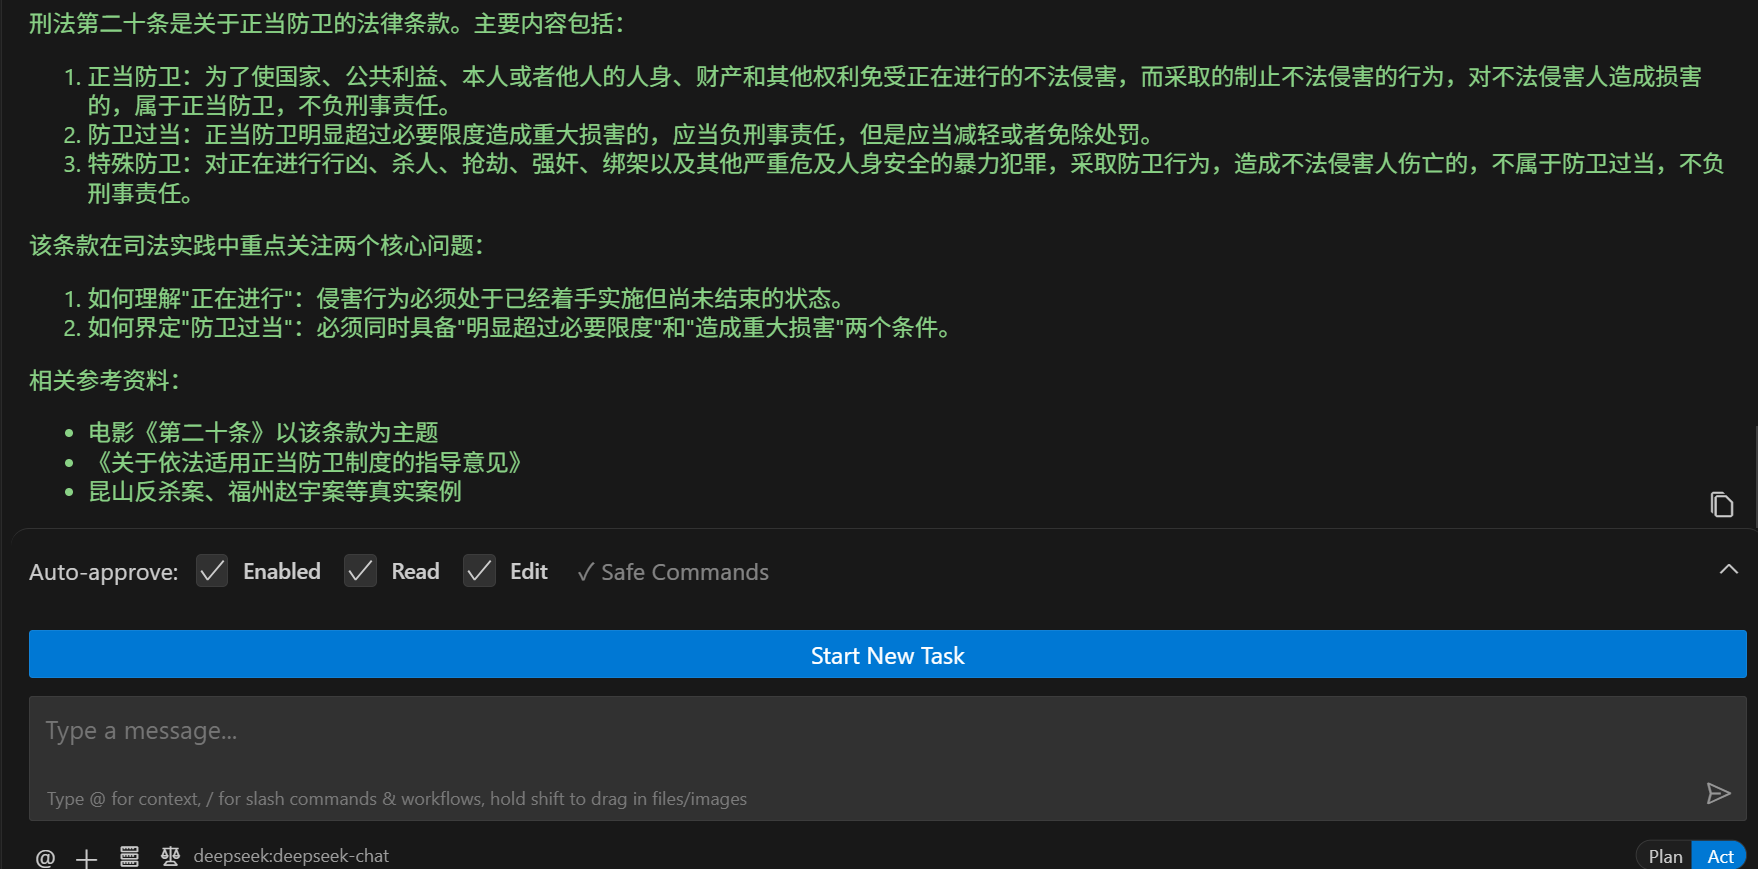 刑法第二十条是关于正当防卫的法律条款。主要内容包括：
1. 正当防卫：为了使国家、公共利益、本人或者他人的人身、财产和其他权利免受正在进行的不法侵害，而采取的制止不法侵害的行为，对不法侵害人造成损害
的，属于正当防卫，不负刑事责任。
2. 防卫过当：正当防卫明显超过必要限度造成重大损害的，应当负刑事责任，但是应当减轻或者免除处罚。
3. 特殊防卫：对正在进行行凶、杀人、抢劫、强奸、绑架以及其他严重危及人身安全的暴力犯罪，采取防卫行为，造成不法侵害人伤亡的，不属于防卫过当，不负
刑事责任。
该条款在司法实践中重点关注两个核心问题：
1. 如何理解"正在进行"：侵害行为必须处于已经着手实施但尚未结束的状态。
2. 如何界定"防卫过当"：必须同时具备"明显超过必要限度"和"造成重大损害"两个条件。
相关参考资料：
• 电影《第二十条》以该条款为主题
• 《关于依法适用正当防卫制度的指导意见》
• 昆山反杀案、福州赵宇案等真实案例
Auto-approve: Enabled Read Edit ✓ Safe Commands
Start New Task
Type a message...
Type @ for context, / for slash commands & workflows, hold shift to drag in files/images
@ deepseek:deepseek-chat Plan Act